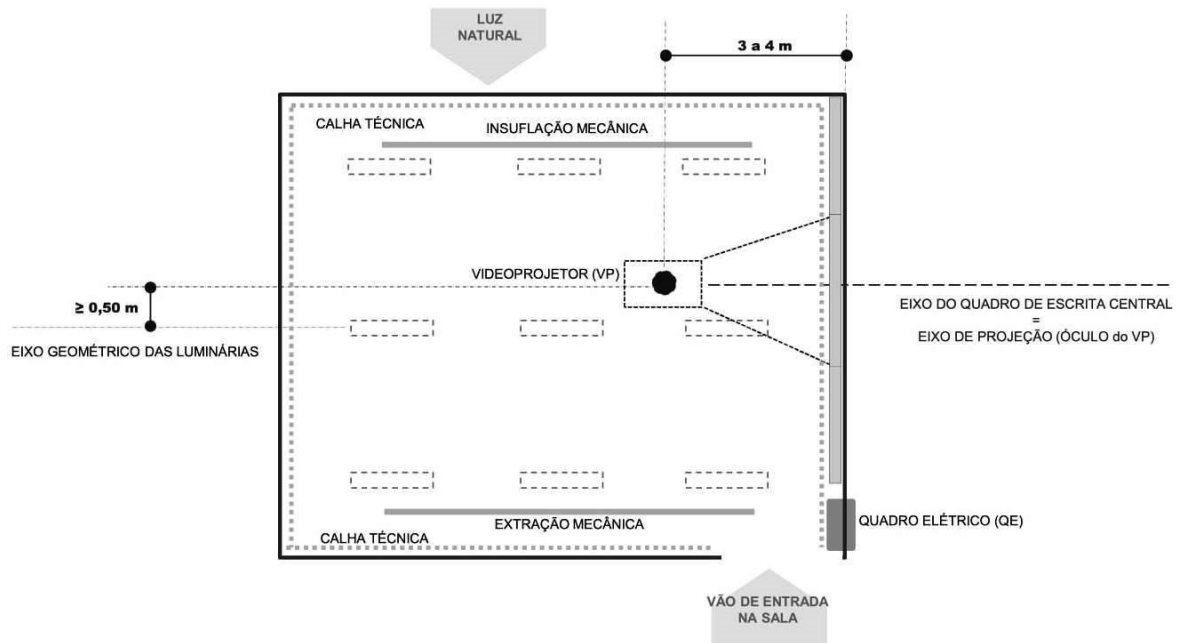 LUZ
NATURAL
3 a 4 m
CALHA TÉCNICA
INSUFLAÇÃO MECÂNICA
VIDEOPROJETOR (VP)
≥ 0,50 m
EIXO GEOMÉTRICO DAS LUMINÁRIAS
EIXO DO QUADRO DE ESCRITA CENTRAL
=
EIXO DE PROJEÇÃO (ÓCULO do VP)
EXTRAÇÃO MECÂNICA
CALHA TÉCNICA
QUADRO ELÉTRICO (QE)
VÃO DE ENTRADA
NA SALA